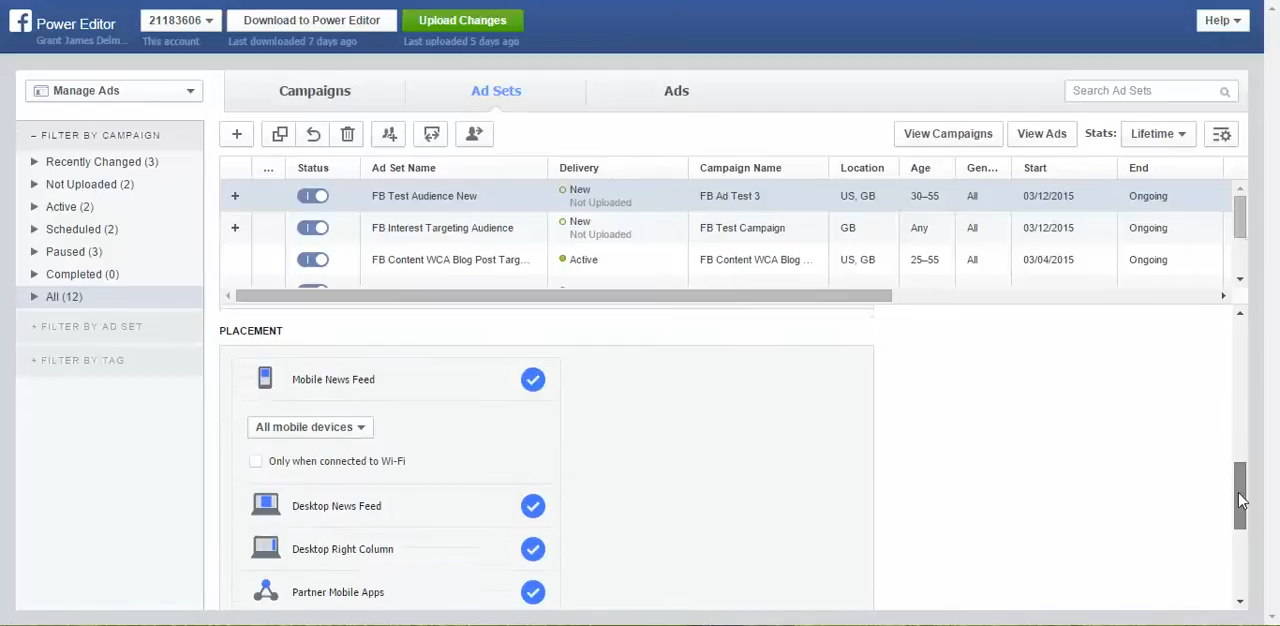 Power Editor
Grant James Delm...
21183606
This account
Download to Power Editor
Last downloaded 7 days ago
Upload Changes
Last uploaded 5 days ago
Help
Manage Ads
Campaigns
Ad Sets
Ads
Search Ad Sets
– FILTER BY CAMPAIGN
Recently Changed (3)
Not Uploaded (2)
Active (2)
Scheduled (2)
Paused (3)
Completed (0)
All (12)
+ FILTER BY AD SET
+ FILTER BY TAG
View Campaigns
View Ads
Stats:
Lifetime
... Status Ad Set Name Delivery Campaign Name Location Age Gen... Start End
+ FB Test Audience New New FB Ad Test 3 US, GB 30–55 All 03/12/2015 Ongoing
Not Uploaded
+ FB Interest Targeting Audience New FB Test Campaign GB Any All 03/12/2015 Ongoing
Not Uploaded
FB Content WCA Blog Post Targ... Active FB Content WCA Blog ... US, GB 25–55 All 03/04/2015 Ongoing
PLACEMENT
Mobile News Feed
All mobile devices
Only when connected to Wi-Fi
Desktop News Feed
Desktop Right Column
Partner Mobile Apps